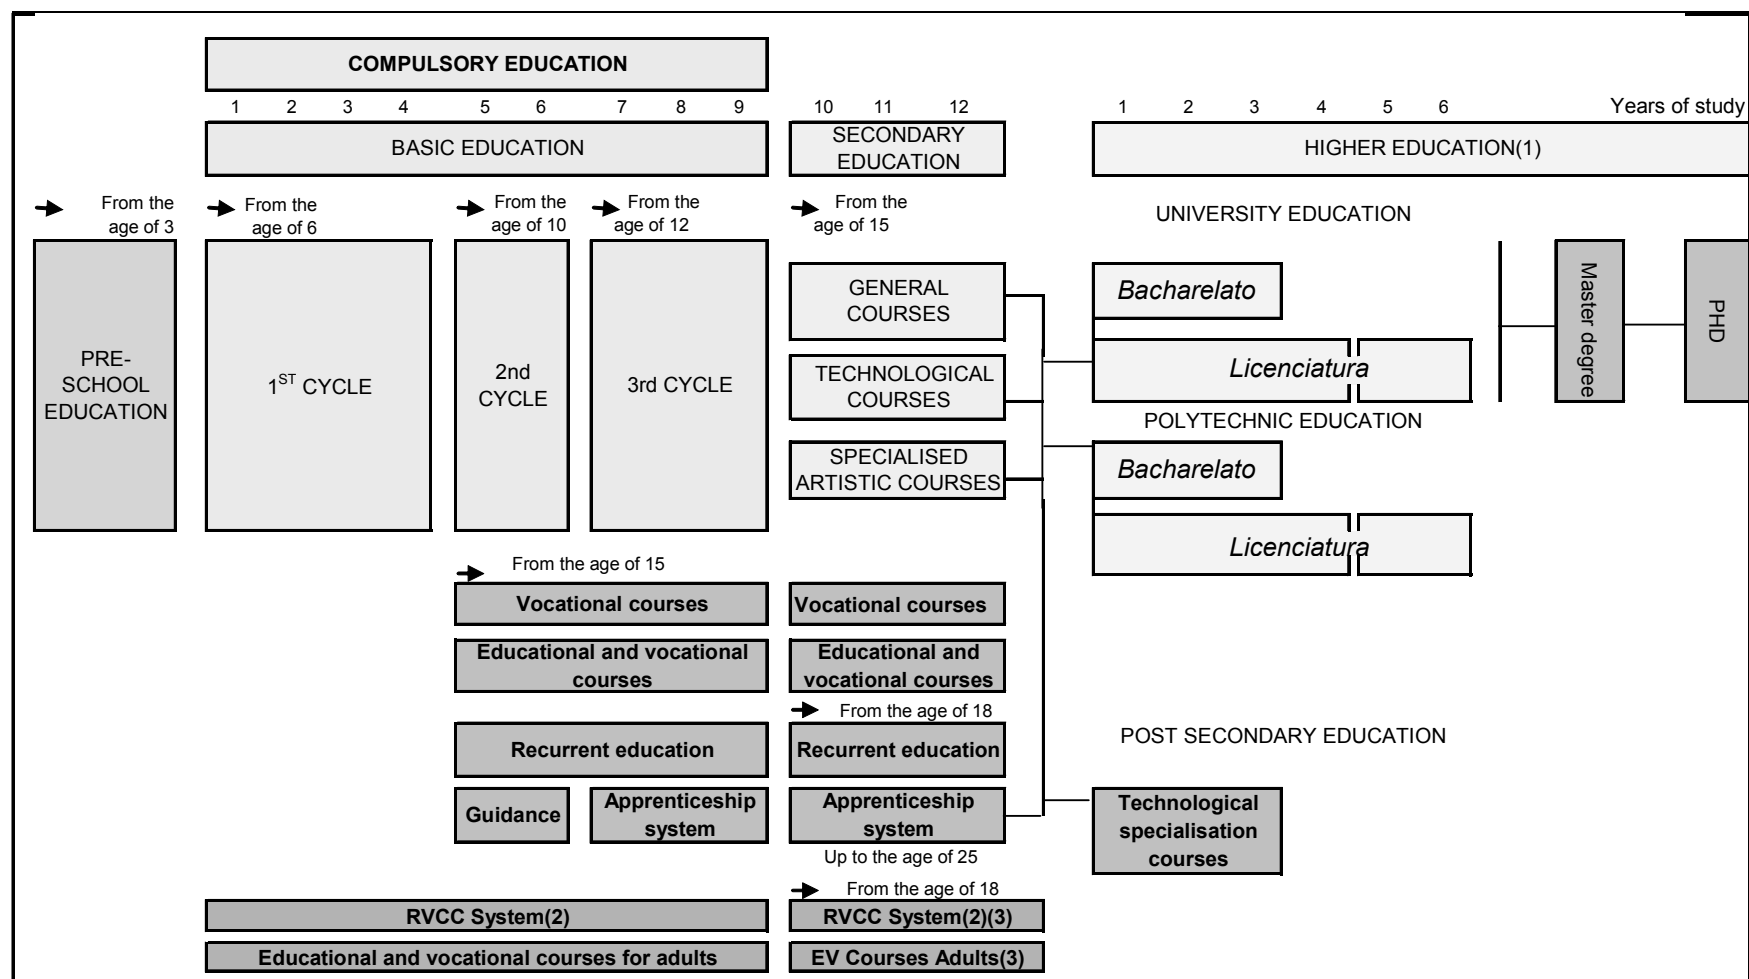 COMPULSORY EDUCATION
1 2 3 4 5 6 7 8 9 10 11 12 1 2 3 4 5 6 Years of study
BASIC EDUCATION
SECONDARY
EDUCATION
HIGHER EDUCATION(1)
From the
age of 3
From the
age of 6
From the
age of 10
From the
age of 12
From the
age of 15
UNIVERSITY EDUCATION
PRE-
SCHOOL
EDUCATION
1ST CYCLE
2nd
CYCLE
3rd CYCLE
GENERAL
COURSES
TECHNOLOGICAL
COURSES
SPECIALISED
ARTISTIC COURSES
Bacharelato
Licenciatura
Master degree
PHD
POLYTECHNIC EDUCATION
Bacharelato
Licenciatura
From the age of 15
Vocational courses
Vocational courses
Educational and vocational
courses
Educational and
vocational courses
From the age of 18
Recurrent education
Recurrent education
POST SECONDARY EDUCATION
Guidance
Apprenticeship
system
Apprenticeship
system
Technological
specialisation
courses
Up to the age of 25
From the age of 18
RVCC System(2)
RVCC System(2)(3)
Educational and vocational courses for adults
EV Courses Adults(3)